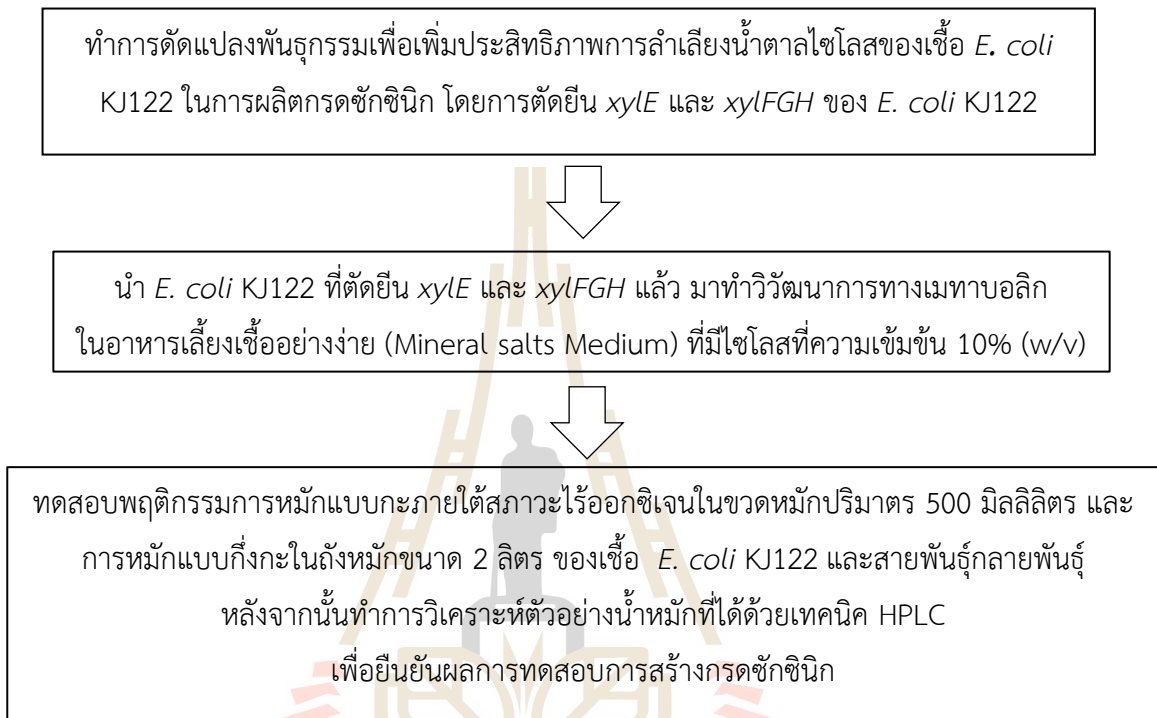 ทำการดัดแปลงพันธุกรรมเพื่อเพิ่มประสิทธิภาพการลำเลียงน้ำตาลไซโลสของเชื้อ E. coli
KJ122 ในการผลิตกรดซักซินิก โดยการตัดยีน xylE และ xylFGH ของ E. coli KJ122
นำ E. coli KJ122 ที่ตัดยีน xylE และ xylFGH แล้ว มาทำวิวัฒนาการทางเมทาบอลิก
ในอาหารเลี้ยงเชื้ออย่างง่าย (Mineral salts Medium) ที่มีไซโลสที่ความเข้มข้น 10% (w/v)
ทดสอบพฤติกรรมการหมักแบบกะภายใต้สภาวะไร้ออกซิเจนในขวดหมักปริมาตร 500 มิลลิลิตร และ
การหมักแบบกึ่งกะในถังหมักขนาด 2 ลิตร ของเชื้อ E. coli KJ122 และสายพันธุ์กลายพันธุ์
หลังจากนั้นทำการวิเคราะห์ตัวอย่างน้ำหมักที่ได้ด้วยเทคนิค HPLC
เพื่อยืนยันผลการทดสอบการสร้างกรดซักซินิก